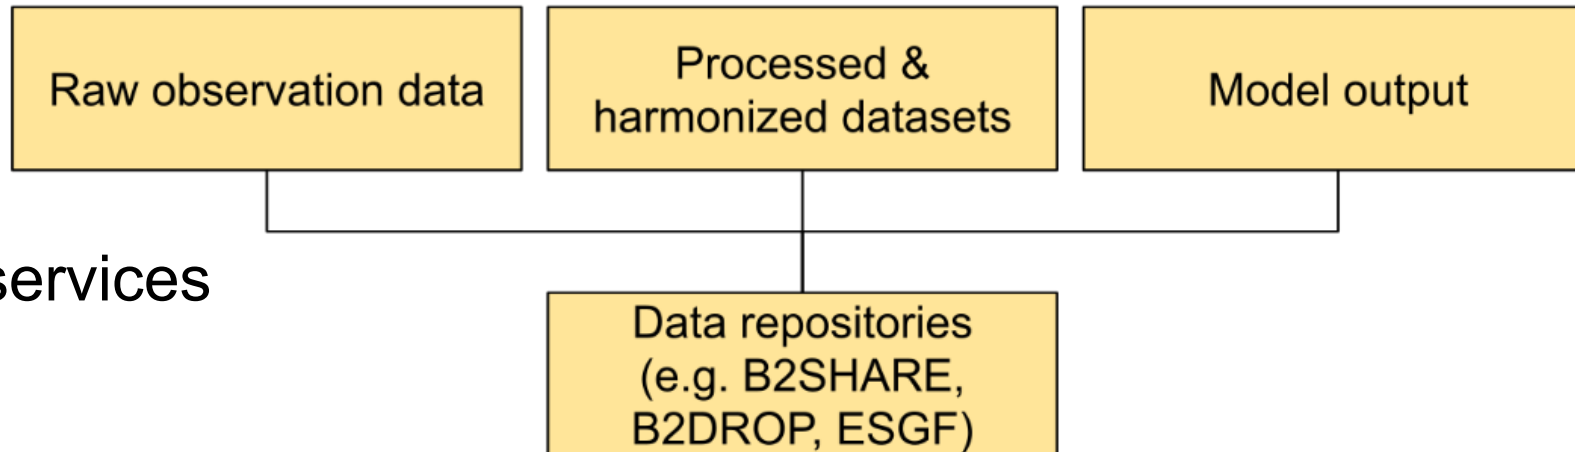 Raw observation data
Processed &
harmonized datasets
Model output
services
Data repositories
(e.g. B2SHARE,
B2DROP, ESGF)